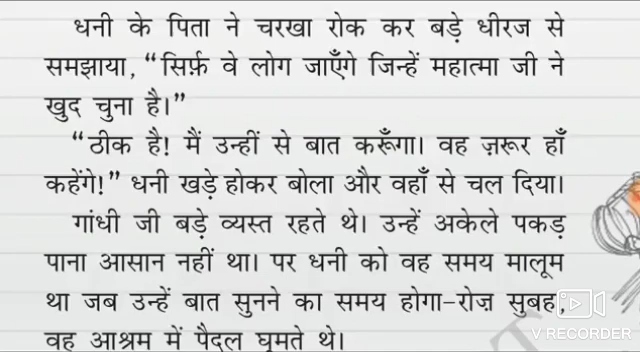 धनी के पिता ने चरखा रोक कर बड़े धीरज से
समझाया, “सिर्फ़ वे लोग जाएँगे जिन्हें महात्मा जी ने
खुद चुना है।”
“ठीक है! मैं उन्हीं से बात करूँगा। वह ज़रूर हाँ
कहेंगे!” धनी खड़े होकर बोला और वहाँ से चल दिया।
गांधी जी बड़े व्यस्त रहते थे। उन्हें अकेले पकड़
पाना आसान नहीं था। पर धनी को वह समय मालूम
था जब उन्हें बात सुनने का समय होगा–रोज़ सुबह,
वह आश्रम में पैदल घूमते थे।
V RECORDER